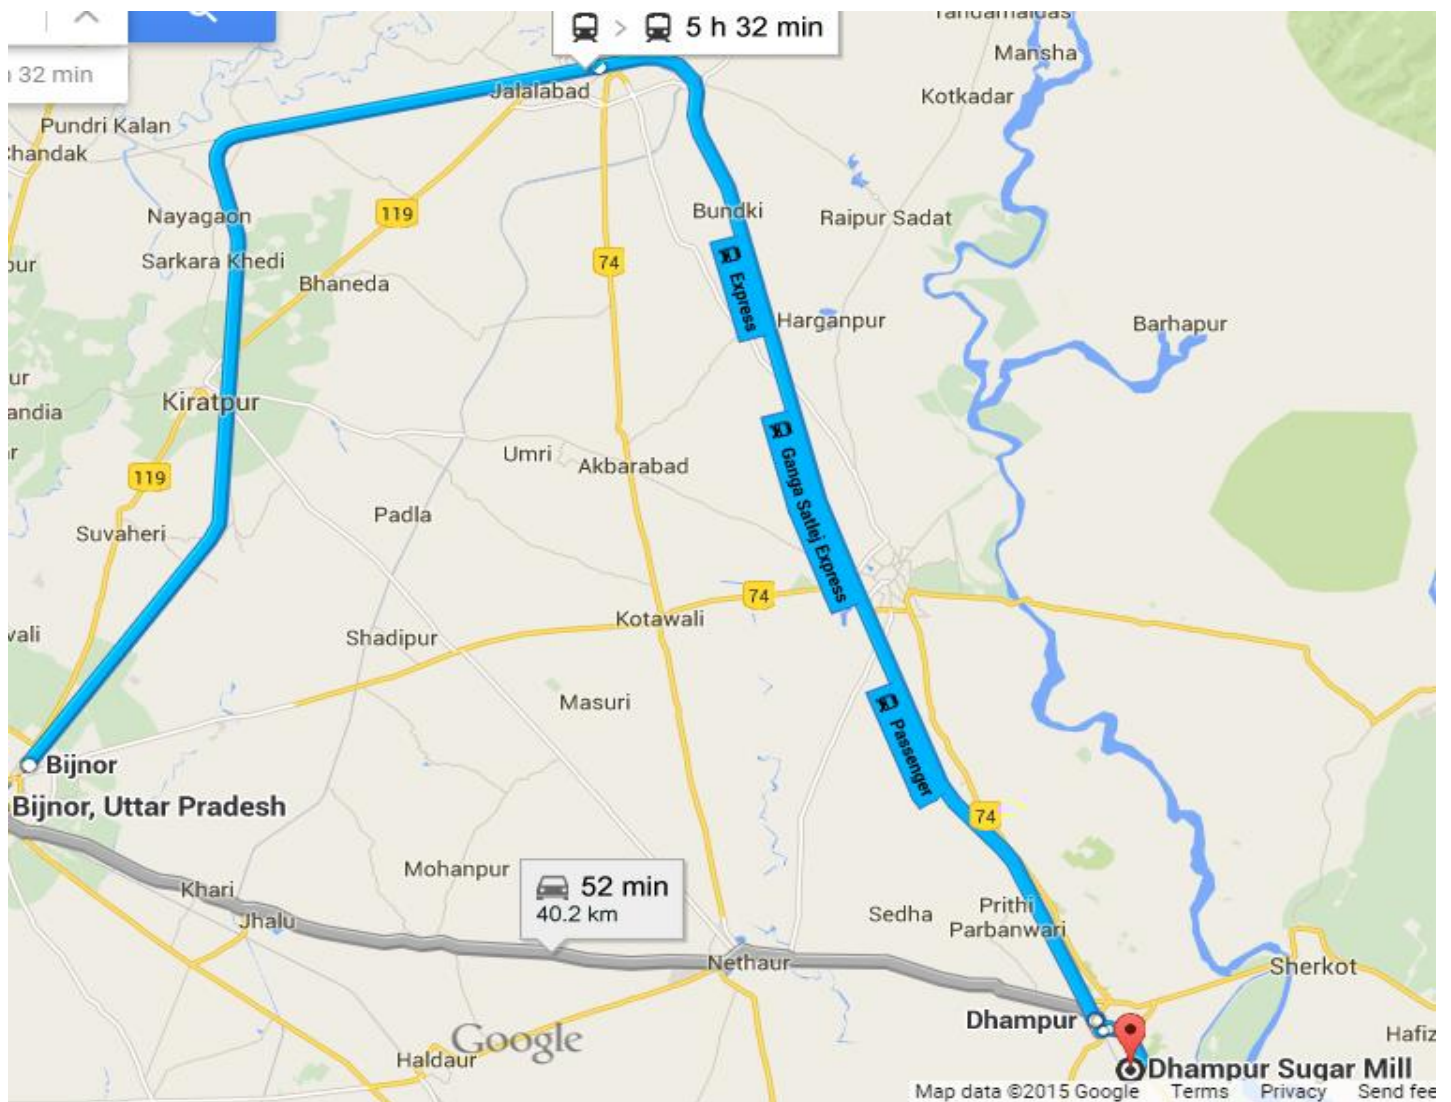 Tandamaldas
5 h 32 min
Mansha
32 min
Jalalabad
Kotkadar
Pundri Kalan
Chandak
119
Nayagaon
Bundki
Raipur Sadat
Sarkara Khedi
74
Bhaneda
Express
Harganpur
Barhapur
Kiratpur
Umri
Akbarabad
119
Ganga Satlej Express
Padla
Suvaheri
74
Kotawali
Shadipur
Masuri
Passenger
Bijnor
Bijnor, Uttar Pradesh
74
Mohanpur
52 min
40.2 km
Khari
Jhalu
Sedha
Prithi
Parbanwari
Nethaur
Sherkot
Dhampur
Google
Haldaur
Dhampur Sugar Mill
Map data ©2015 Google Terms Privacy